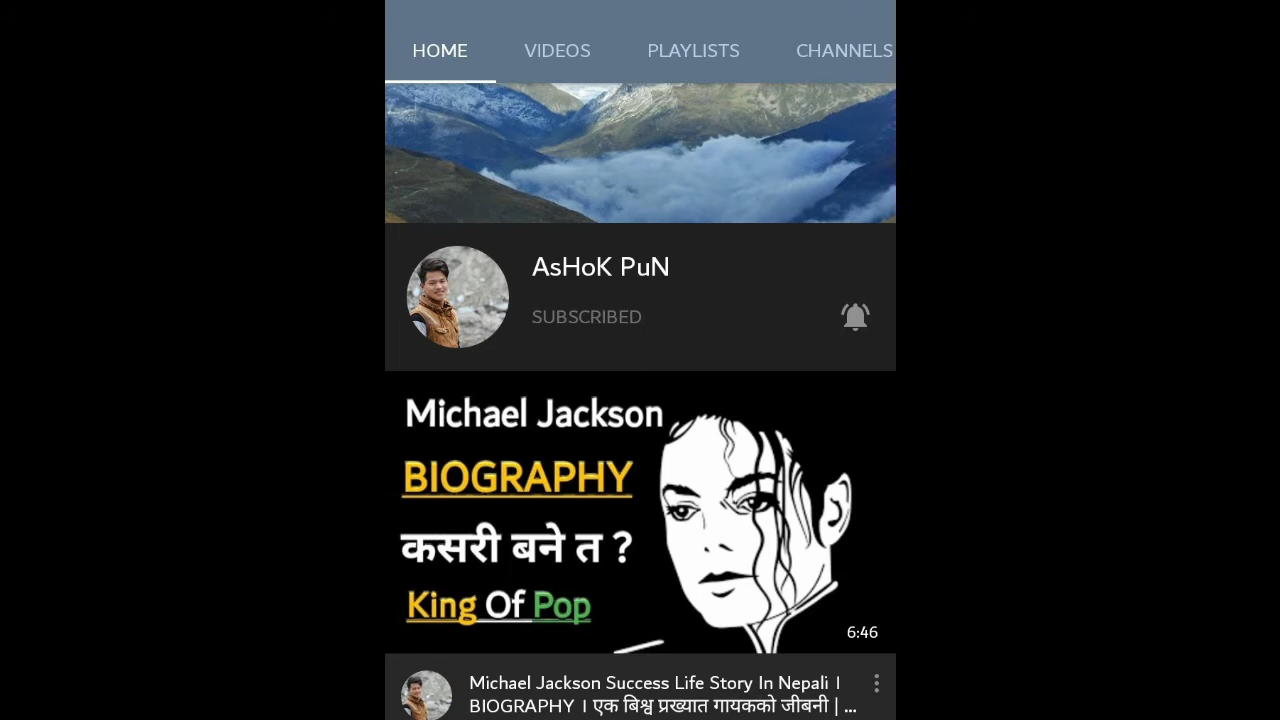 HOME VIDEOS PLAYLISTS CHANNELS
AsHoK PuN
SUBSCRIBED
Michael Jackson
BIOGRAPHY
कसरी बने त ?
King Of Pop
6:46
Michael Jackson Success Life Story In Nepali ।
BIOGRAPHY । एक बिश्व प्रख्यात गायकको जीबनी | ...